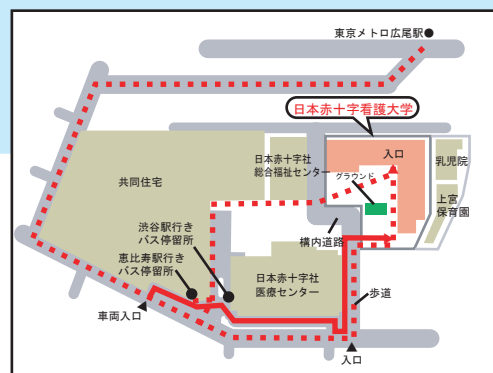 東京メトロ広尾駅
日本赤十字看護大学
入口
乳児院
日本赤十字社
総合福祉センター
グラウンド
共同住宅
上宮
保育園
渋谷駅行き
バス停留所
構内道路
恵比寿駅行き
バス停留所
日本赤十字社
医療センター
歩道
車両入口
入口